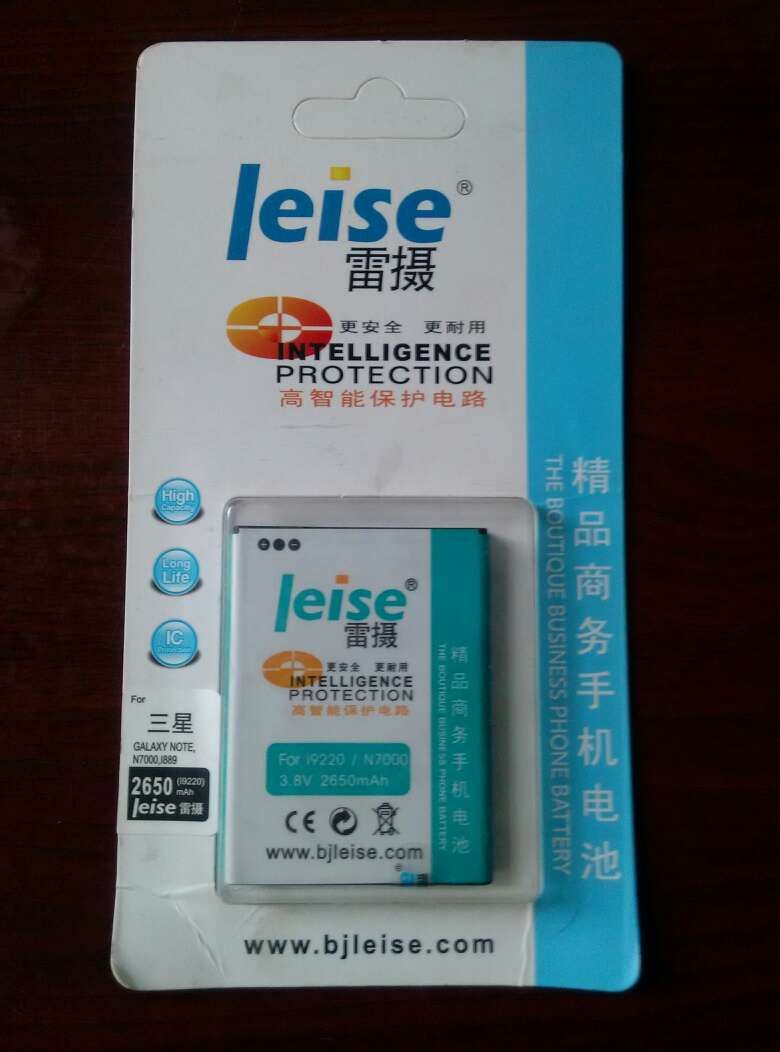 leise®
雷摄
更安全 更耐用
INTELLIGENCE
PROTECTION
高智能保护电路
High
Capacity
Long
Life
IC
Protection
For
三星
GALAXY NOTE,
N7000,I889
2650 (I9220) mAh
leise 雷摄
leise®
雷摄
更安全 更耐用
INTELLIGENCE
PROTECTION
高智能保护电路
For i9220 / N7000
3.8V 2650mAh
CE
www.bjleise.com
精品商务手机电池
THE BOUTIQUE BUSINESS PHONE BATTERY
精品商务手机电池
THE BOUTIQUE BUSINESS PHONE BATTERY
www.bjleise.com